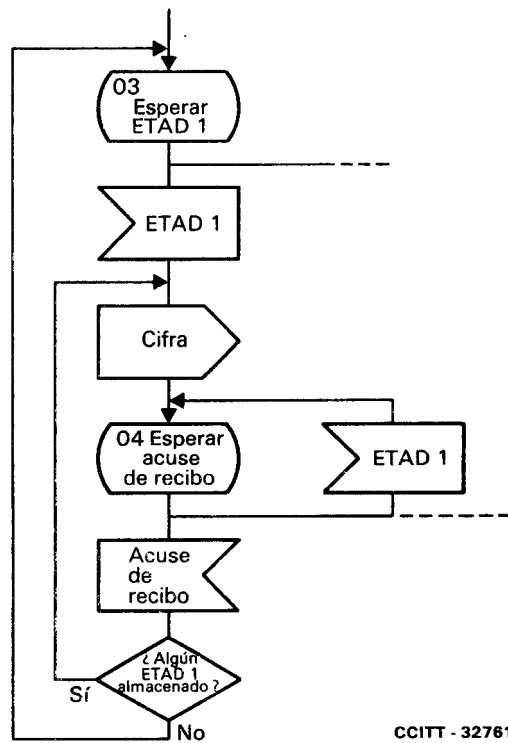 03
Esperar
ETAD 1
ETAD 1
Cifra
04 Esperar
acuse
de recibo
ETAD 1
Acuse
de
recibo
¿ Algún
ETAD 1
almacenado ?
Sí
No
CCITT - 32761